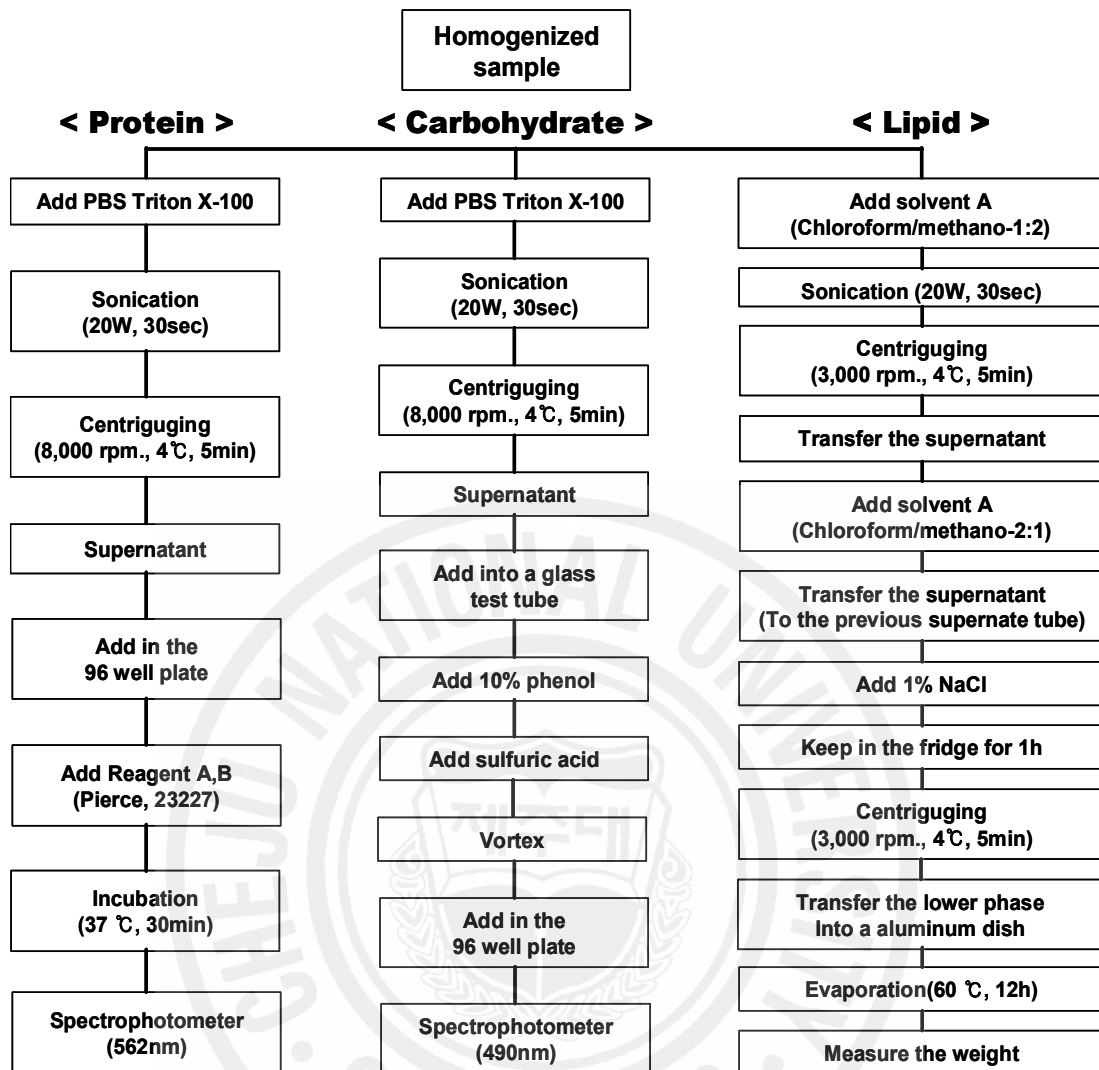 Homogenized
sample
< Protein >
Add PBS Triton X-100
Sonication
(20W, 30sec)
Centriguging
(8,000 rpm., 4℃, 5min)
Supernatant
Add in the
96 well plate
Add Reagent A,B
(Pierce, 23227)
Incubation
(37 ℃, 30min)
Spectrophotometer
(562nm)
< Carbohydrate >
Add PBS Triton X-100
Sonication
(20W, 30sec)
Centriguging
(8,000 rpm., 4℃, 5min)
Supernatant
Add into a glass
test tube
Add 10% phenol
Add sulfuric acid
Vortex
Add in the
96 well plate
Spectrophotometer
(490nm)
< Lipid >
Add solvent A
(Chloroform/methano-1:2)
Sonication (20W, 30sec)
Centriguging
(3,000 rpm., 4℃, 5min)
Transfer the supernatant
Add solvent A
(Chloroform/methano-2:1)
Transfer the supernatant
(To the previous supernate tube)
Add 1% NaCl
Keep in the fridge for 1h
Centriguging
(3,000 rpm., 4℃, 5min)
Transfer the lower phase
Into a aluminum dish
Evaporation(60 ℃, 12h)
Measure the weight
CHEJU NATIONAL UNIVERSITY
제주대